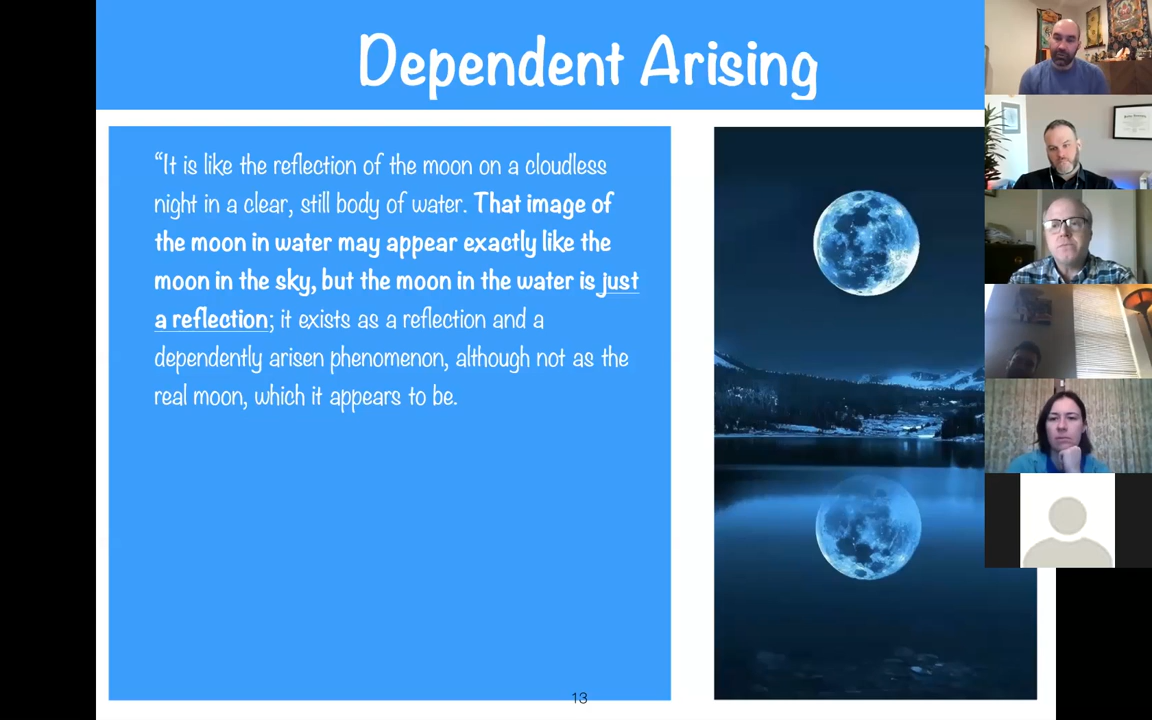 Dependent Arising
“It is like the reflection of the moon on a cloudless
night in a clear, still body of water. That image of
the moon in water may appear exactly like the
moon in the sky, but the moon in the water is just
a reflection; it exists as a reflection and a
dependently arisen phenomenon, although not as the
real moon, which it appears to be.
13